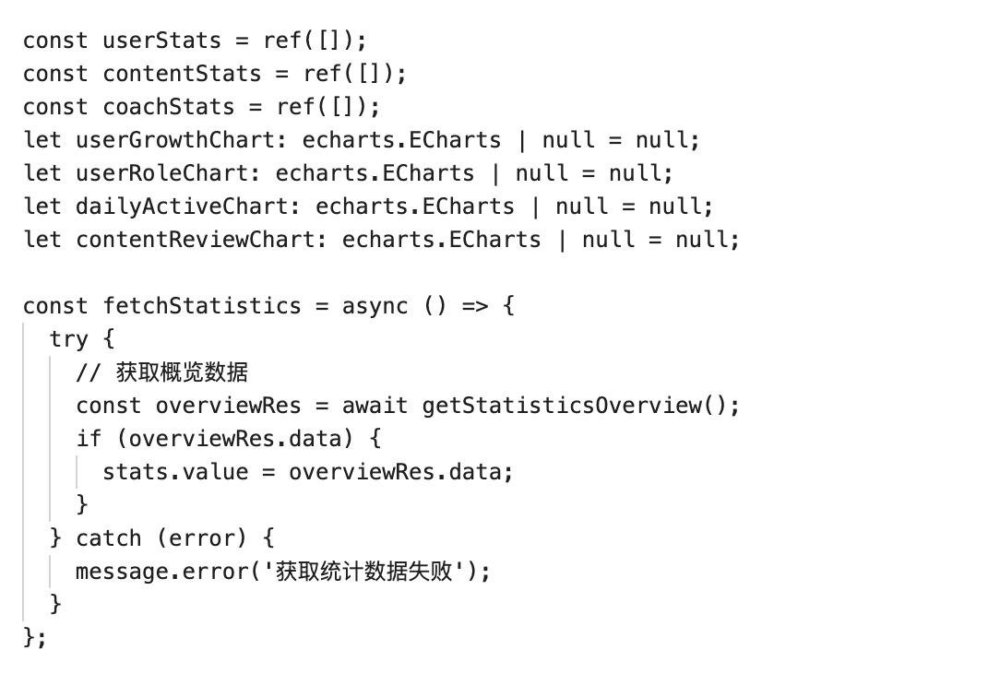 const userStats = ref([]);
const contentStats = ref([]);
const coachStats = ref([]);
let userGrowthChart: echarts.ECharts | null = null;
let userRoleChart: echarts.ECharts | null = null;
let dailyActiveChart: echarts.ECharts | null = null;
let contentReviewChart: echarts.ECharts | null = null;

const fetchStatistics = async () => {
  try {
    // 获取概览数据
    const overviewRes = await getStatisticsOverview();
    if (overviewRes.data) {
      stats.value = overviewRes.data;
    }
  } catch (error) {
    message.error('获取统计数据失败');
  }
};